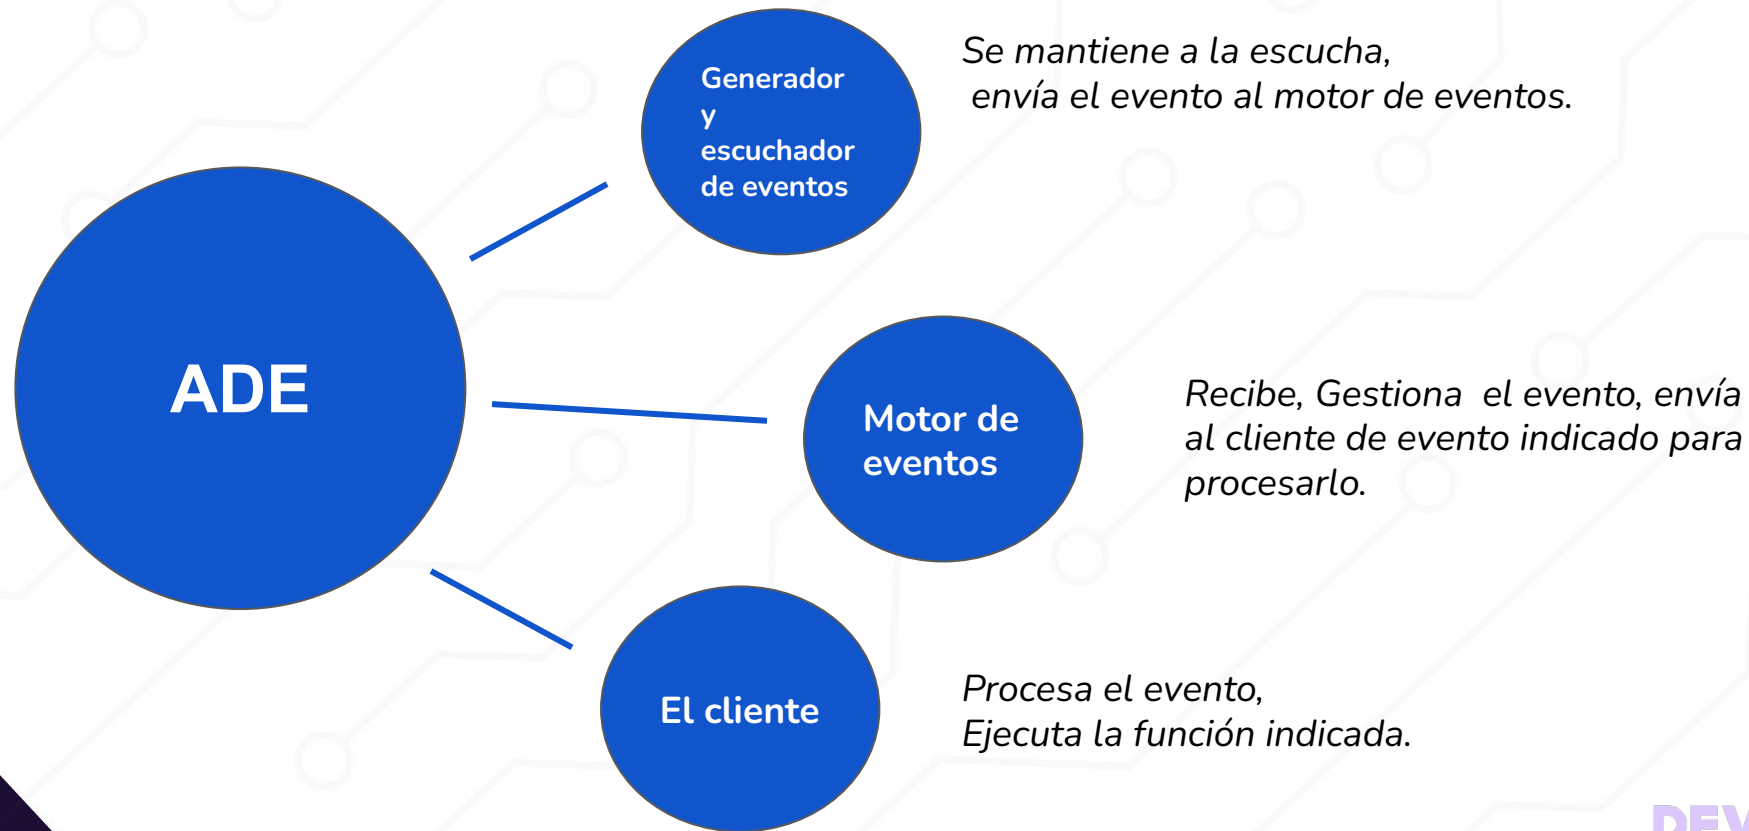 Generador
y
escuchador
de eventos
Se mantiene a la escucha,
envía el evento al motor de eventos.
ADE
Motor de
eventos
Recibe, Gestiona el evento, envía
al cliente de evento indicado para
procesarlo.
El cliente
Procesa el evento,
Ejecuta la función indicada.